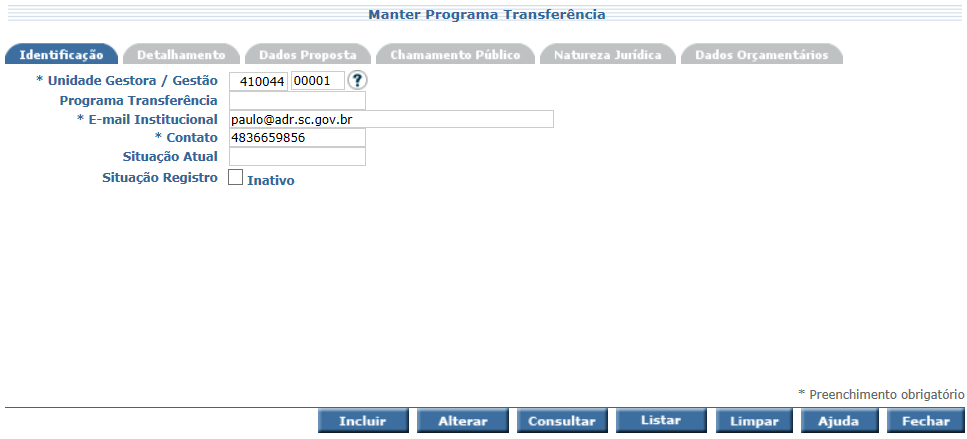 Manter Programa Transferência
Identificação Detalhamento Dados Proposta Chamamento Público Natureza Jurídica Dados Orçamentários
* Unidade Gestora / Gestão 410044 00001 ?
Programa Transferência
* E-mail Institucional paulo@adr.sc.gov.br
* Contato 4836659856
Situação Atual
Situação Registro Inativo
* Preenchimento obrigatório
Incluir Alterar Consultar Listar Limpar Ajuda Fechar